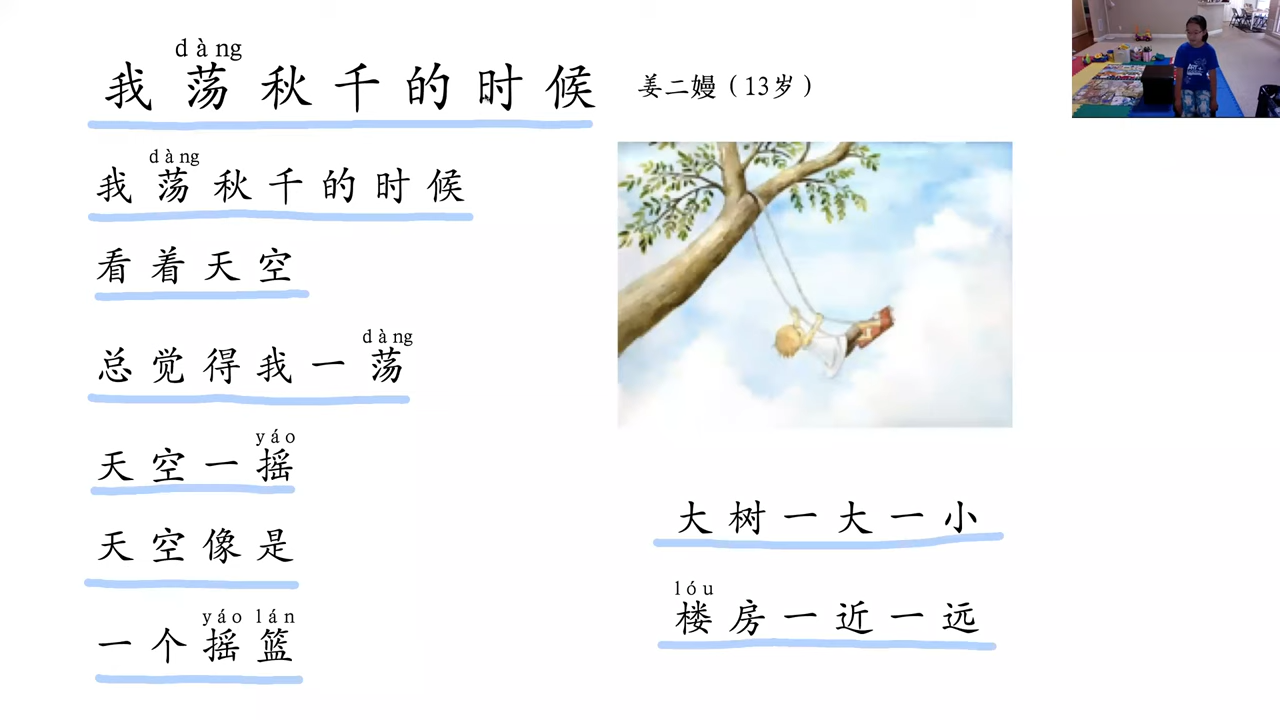 dàng
我荡秋千的时候
姜二嫚（13岁）
dàng
我荡秋千的时候
看着天空
dàng
总觉得我一荡
yáo
天空一摇
天空像是
yáo lán
一个摇篮
大树一大一小
lóu
楼房一近一远